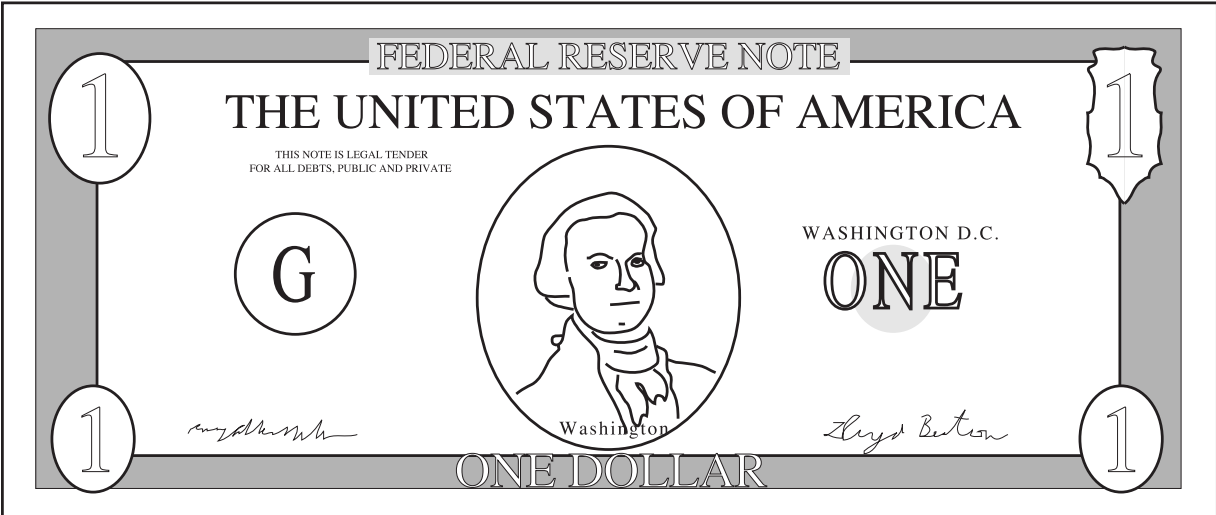 FEDERAL RESERVE NOTE
1
1
THE UNITED STATES OF AMERICA
THIS NOTE IS LEGAL TENDER
FOR ALL DEBTS, PUBLIC AND PRIVATE
WASHINGTON D.C.
G
ONE
Washington
1
1
ONE DOLLAR